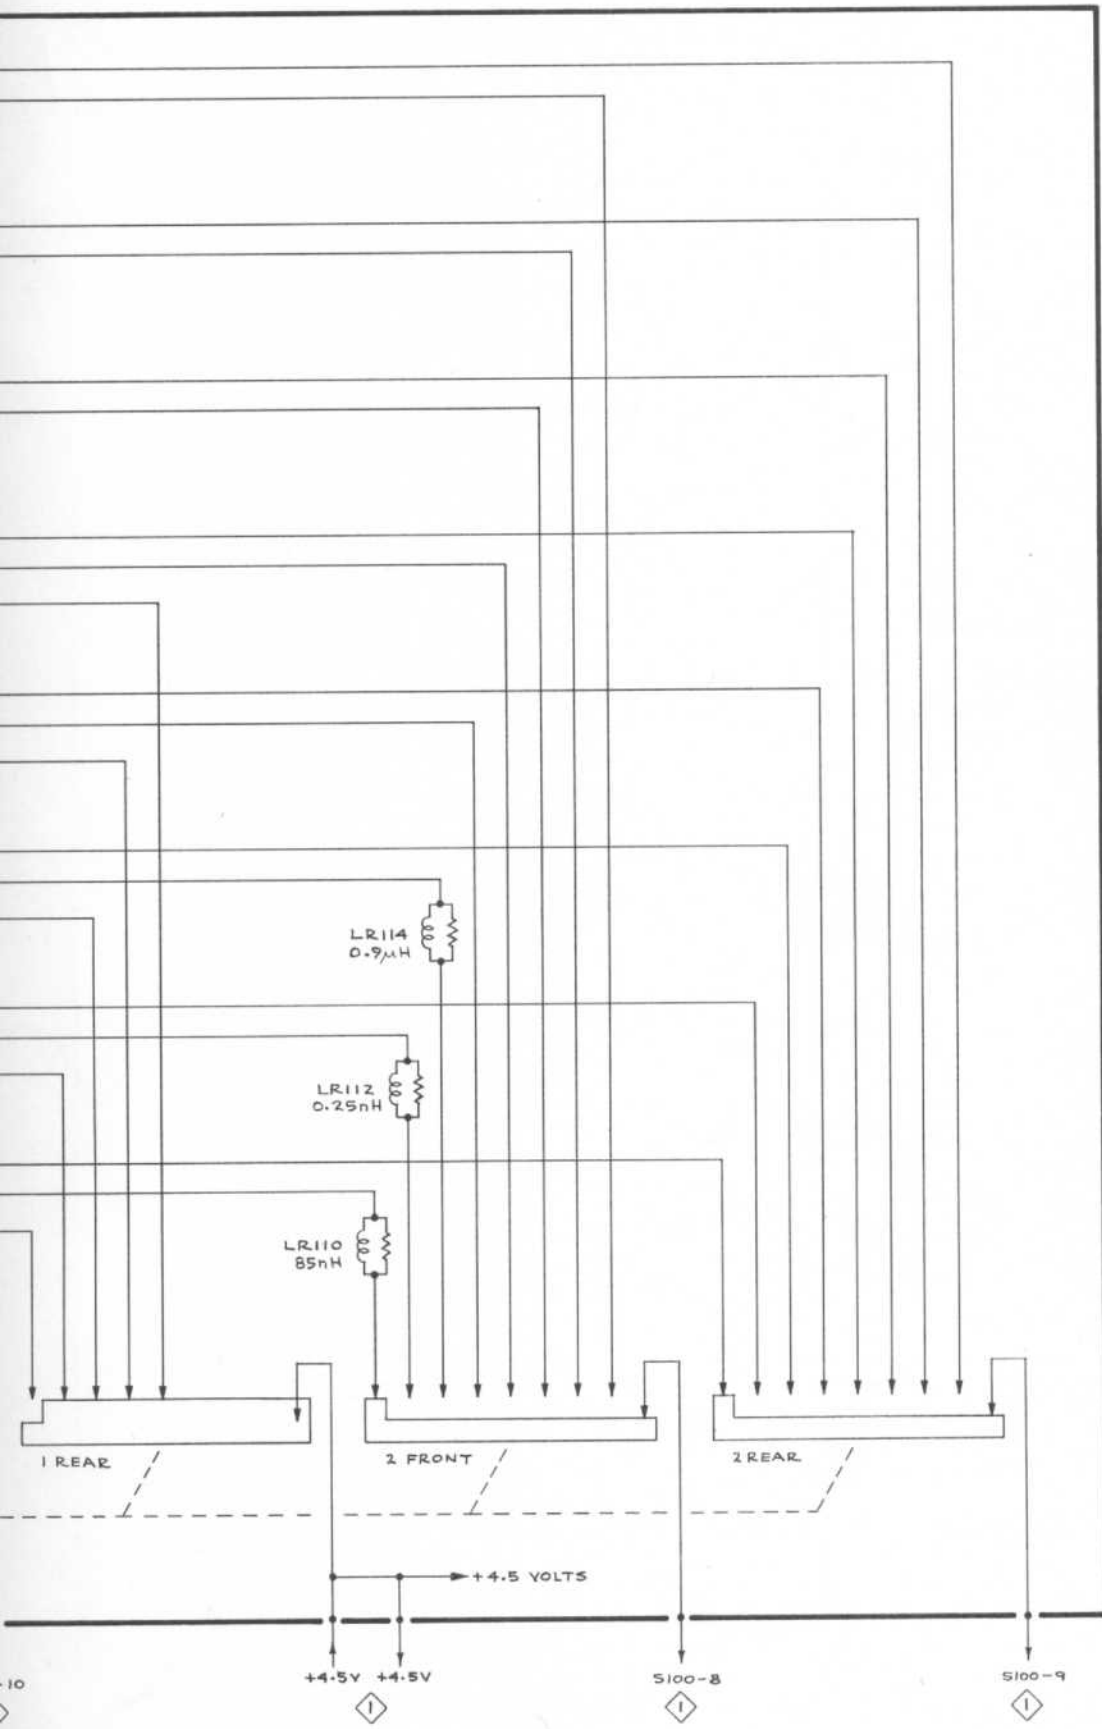 LR114
0.9μH
LR112
0.25nH
LR110
85nH
1 REAR
2 FRONT
2 REAR
+4.5 VOLTS
-10
+4.5V +4.5V
S100-8
S100-9
1
1
1